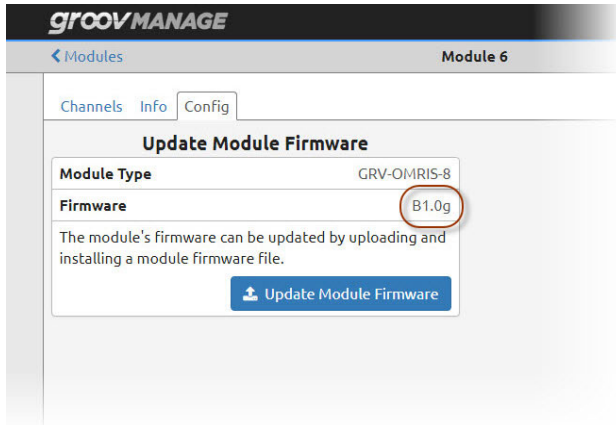 groov MANAGE
Modules
Module 6
Channels Info Config
Update Module Firmware
Module Type GRV-OMRIS-8
Firmware B1.0g
The module's firmware can be updated by uploading and
installing a module firmware file.
Update Module Firmware